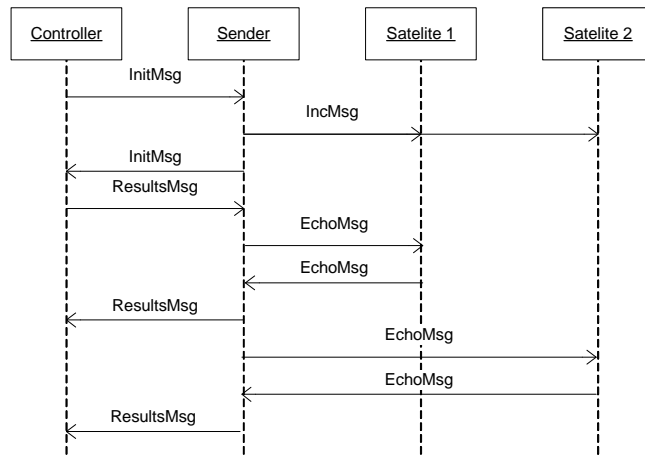 Controller
Sender
Satelite 1
Satelite 2
InitMsg
IncMsg
InitMsg
ResultsMsg
EchoMsg
EchoMsg
ResultsMsg
EchoMsg
EchoMsg
ResultsMsg